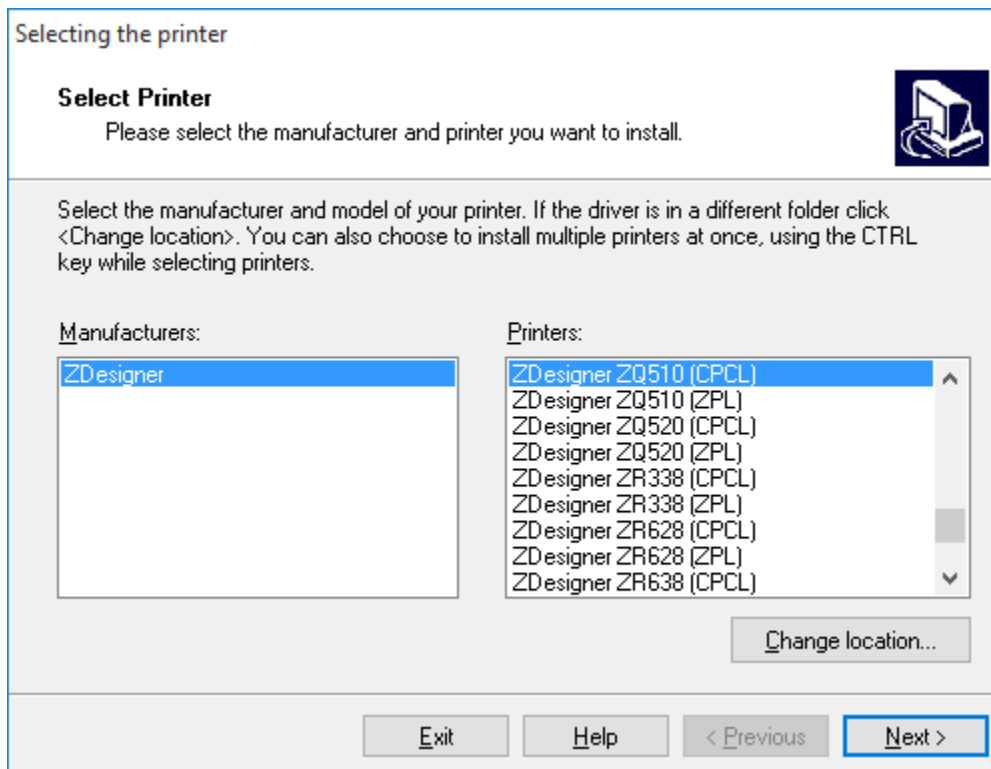 Selecting the printer
Select Printer
Please select the manufacturer and printer you want to install.
Select the manufacturer and model of your printer. If the driver is in a different folder click
<Change location>. You can also choose to install multiple printers at once, using the CTRL
key while selecting printers.
Manufacturers:
ZDesigner
Printers:
ZDesigner ZQ510 (CPCL)
ZDesigner ZQ510 (ZPL)
ZDesigner ZQ520 (CPCL)
ZDesigner ZQ520 (ZPL)
ZDesigner ZR338 (CPCL)
ZDesigner ZR338 (ZPL)
ZDesigner ZR628 (CPCL)
ZDesigner ZR628 (ZPL)
ZDesigner ZR638 (CPCL)
Change location...
Exit
Help
< Previous
Next >